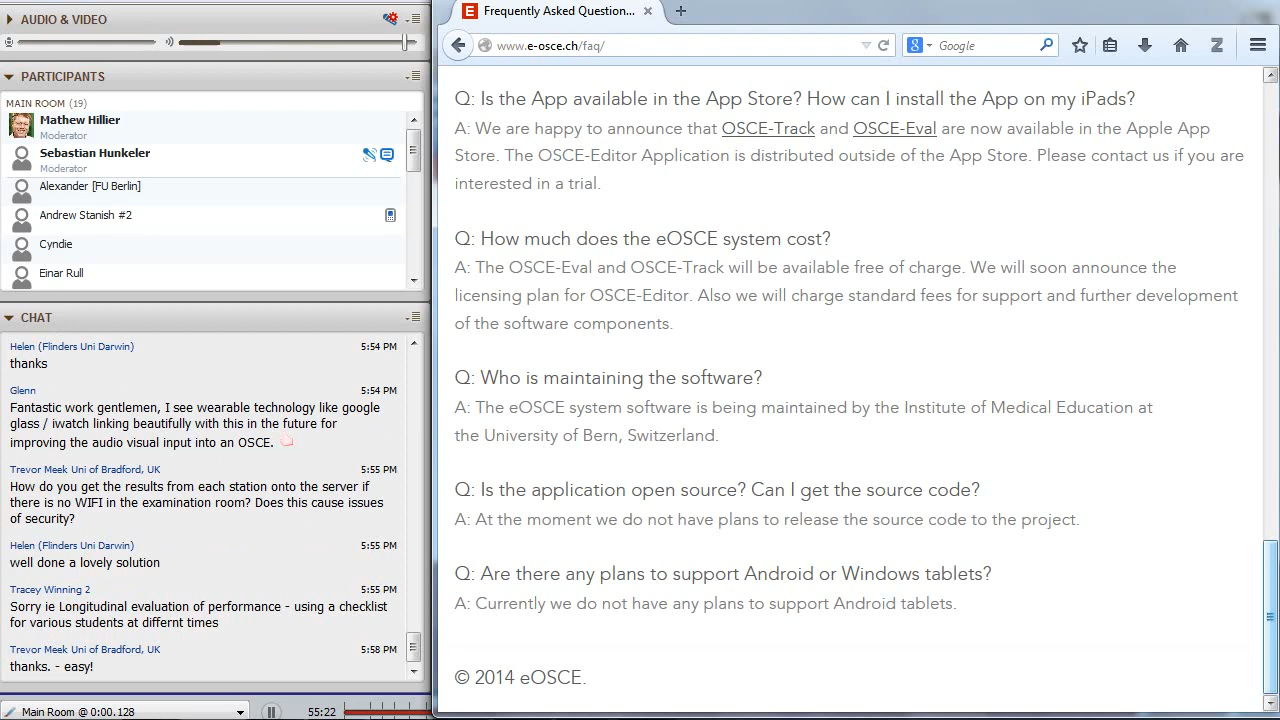 AUDIO & VIDEO
PARTICIPANTS
MAIN ROOM (19)
Mathew Hillier
Moderator
Sebastian Hunkeler
Moderator
Alexander [FU Berlin]
Andrew Stanish #2
Cyndie
Einar Rull
CHAT
Helen (Flinders Uni Darwin) 5:54 PM
thanks
Glenn 5:54 PM
Fantastic work gentlemen, I see wearable technology like google
glass / iwatch linking beautifully with this in the future for
improving the audio visual input into an OSCE.
Trevor Meek Uni of Bradford, UK 5:55 PM
How do you get the results from each station onto the server if
there is no WIFI in the examination room? Does this cause issues
of security?
Helen (Flinders Uni Darwin) 5:55 PM
well done a lovely solution
Tracey Winning 2 5:55 PM
Sorry ie Longitudinal evaluation of performance - using a checklist
for various students at differnt times
Trevor Meek Uni of Bradford, UK 5:58 PM
thanks. - easy!
Main Room @ 0:00.128
55:22
E Frequently Asked Question...
www.e-osce.ch/faq/
8 Google
Z
Q: Is the App available in the App Store? How can I install the App on my iPads?
A: We are happy to announce that OSCE-Track and OSCE-Eval are now available in the Apple App
Store. The OSCE-Editor Application is distributed outside of the App Store. Please contact us if you are
interested in a trial.
Q: How much does the eOSCE system cost?
A: The OSCE-Eval and OSCE-Track will be available free of charge. We will soon announce the
licensing plan for OSCE-Editor. Also we will charge standard fees for support and further development
of the software components.
Q: Who is maintaining the software?
A: The eOSCE system software is being maintained by the Institute of Medical Education at
the University of Bern, Switzerland.
Q: Is the application open source? Can I get the source code?
A: At the moment we do not have plans to release the source code to the project.
Q: Are there any plans to support Android or Windows tablets?
A: Currently we do not have any plans to support Android tablets.
© 2014 eOSCE.